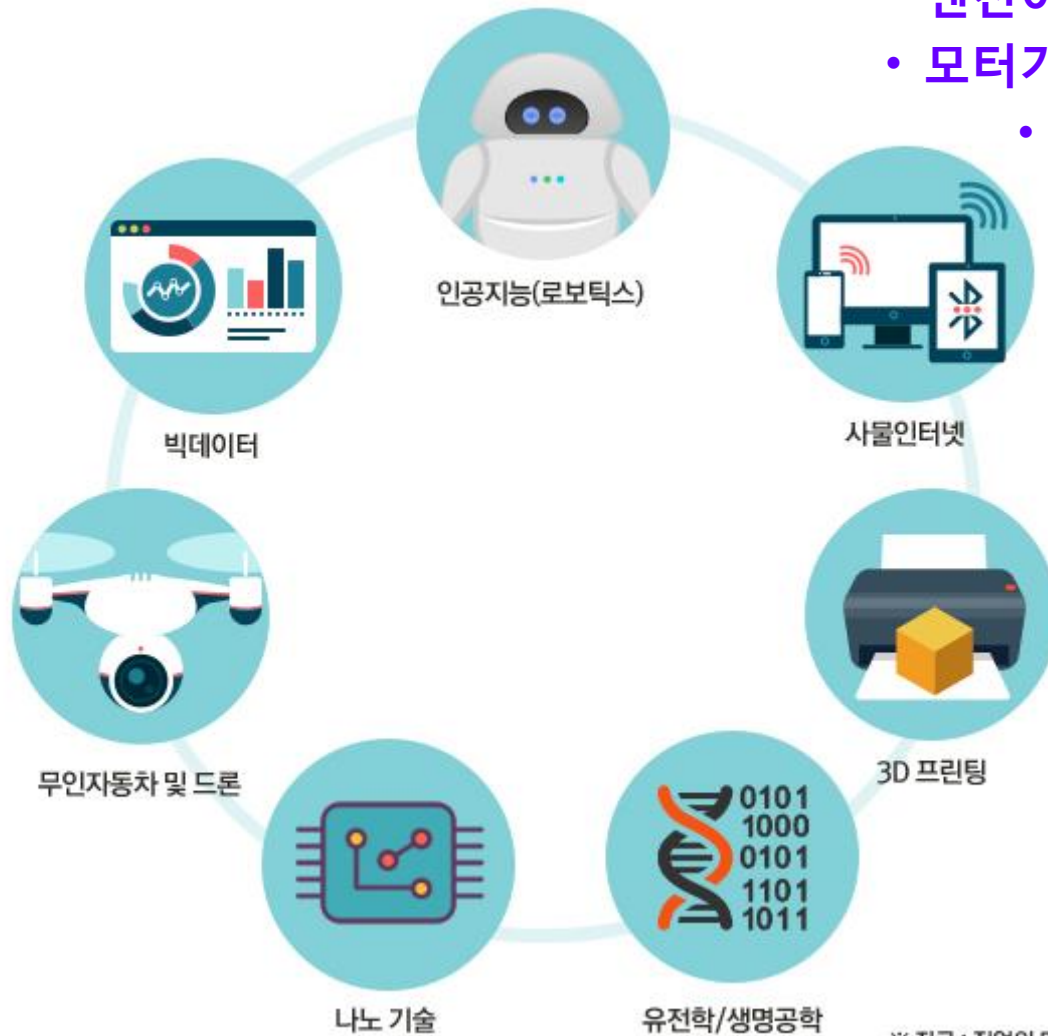 • 모터기
•
인공지능(로보틱스)
빅데이터
사물인터넷
무인자동차 및 드론
3D 프린팅
0101
1000
0101
1101
1011
나노 기술
유전학/생명공학